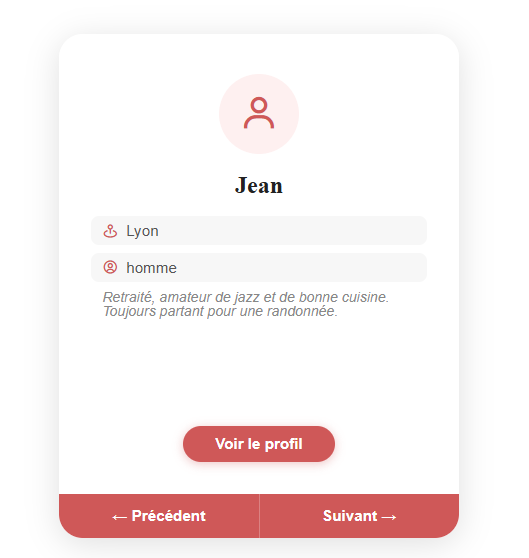 Jean
Lyon
homme
Retraité, amateur de jazz et de bonne cuisine.
Toujours partant pour une randonnée.
Voir le profil
← Précédent
Suivant →